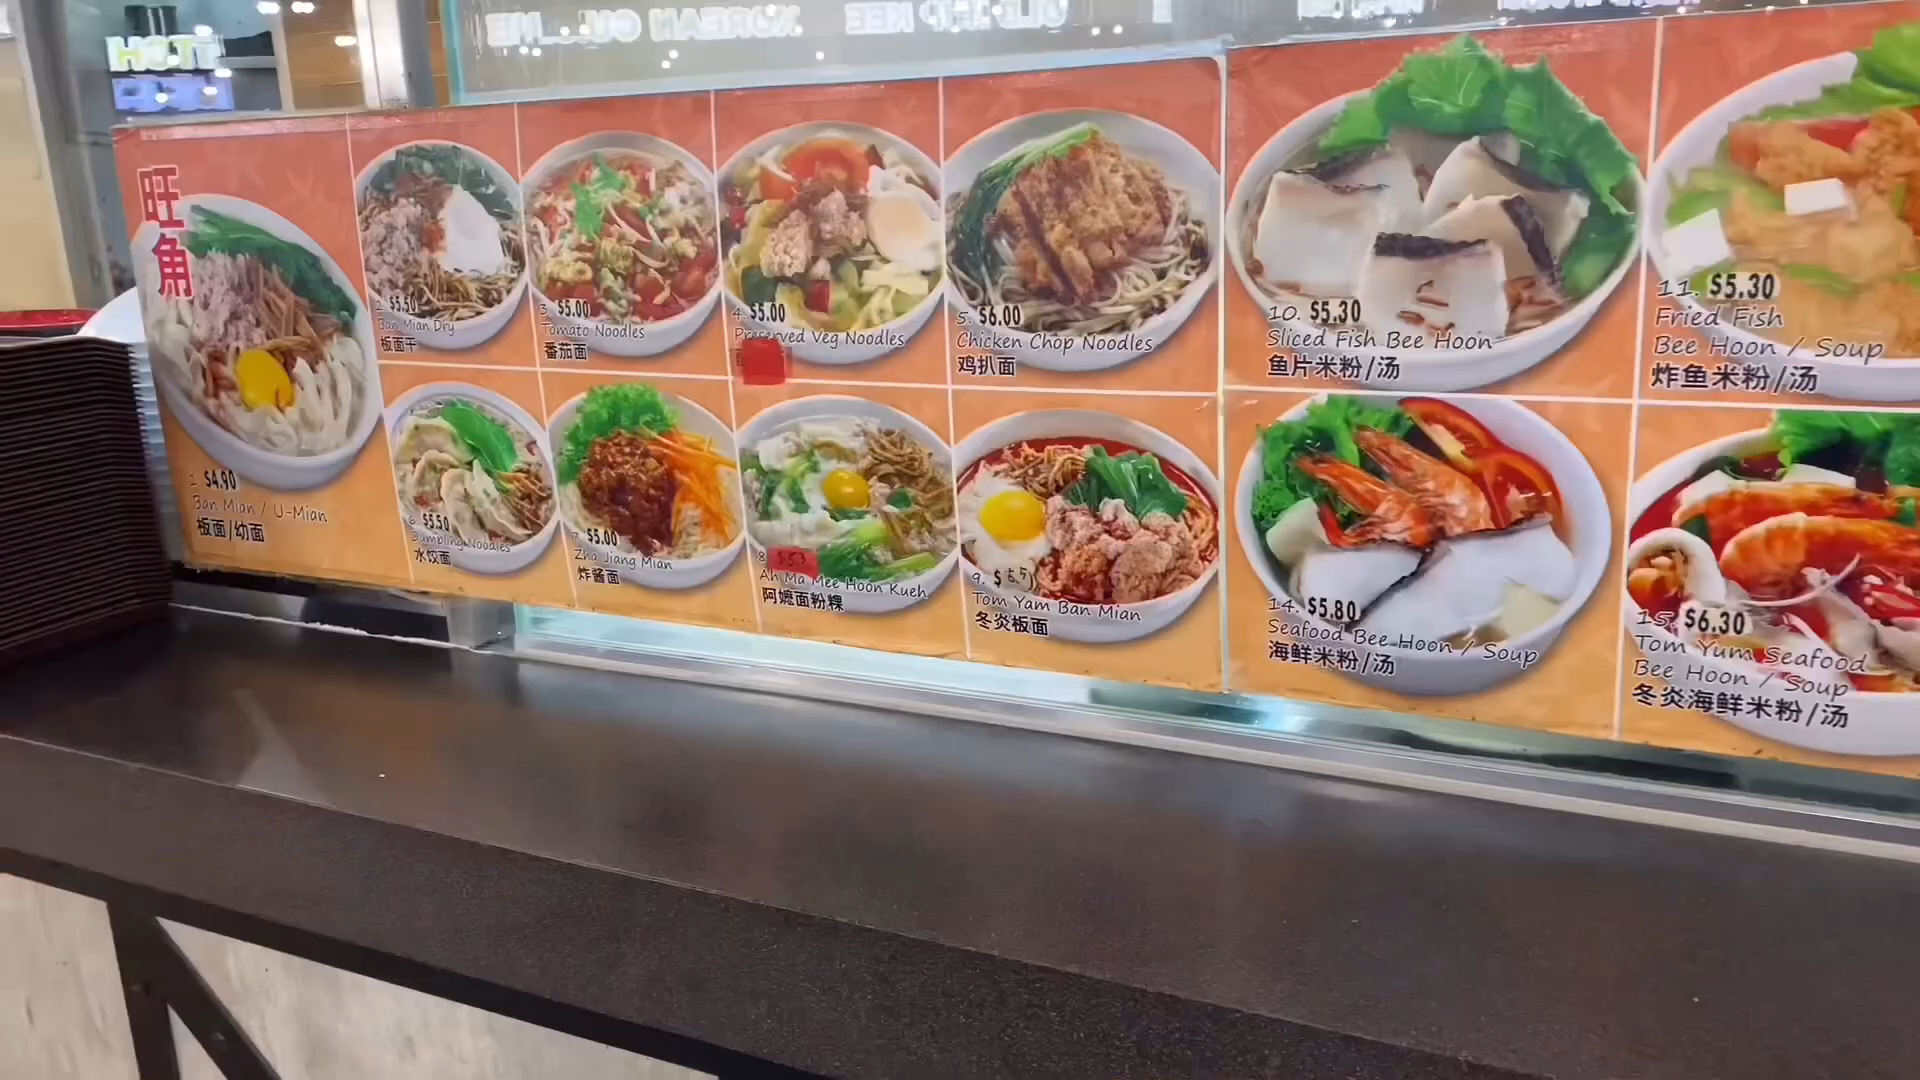 KOREAN CUISINE
旺角
1. $4.90
Ban Mian / U-Mian
板面/幼面
2. $5.50
Ban Mian Dry
板面干
3. $5.00
Tomato Noodles
番茄面
4. $5.00
Preserved Veg Noodles
5. $6.00
Chicken Chop Noodles
鸡扒面
6. $5.50
Dumpling Noodles
水饺面
7. $5.00
Zha Jiang Mian
炸酱面
8.
Ah Ma Mee Hoon Kueh
阿嬷面粉粿
9. $
Tom Yam Ban Mian
冬炎板面
10. $5.30
Sliced Fish Bee Hoon
鱼片米粉/汤
11. $5.30
Fried Fish
Bee Hoon / Soup
炸鱼米粉/汤
14. $5.80
Seafood Bee Hoon / Soup
海鲜米粉/汤
15. $6.30
Tom Yum Seafood
Bee Hoon / Soup
冬炎海鲜米粉/汤